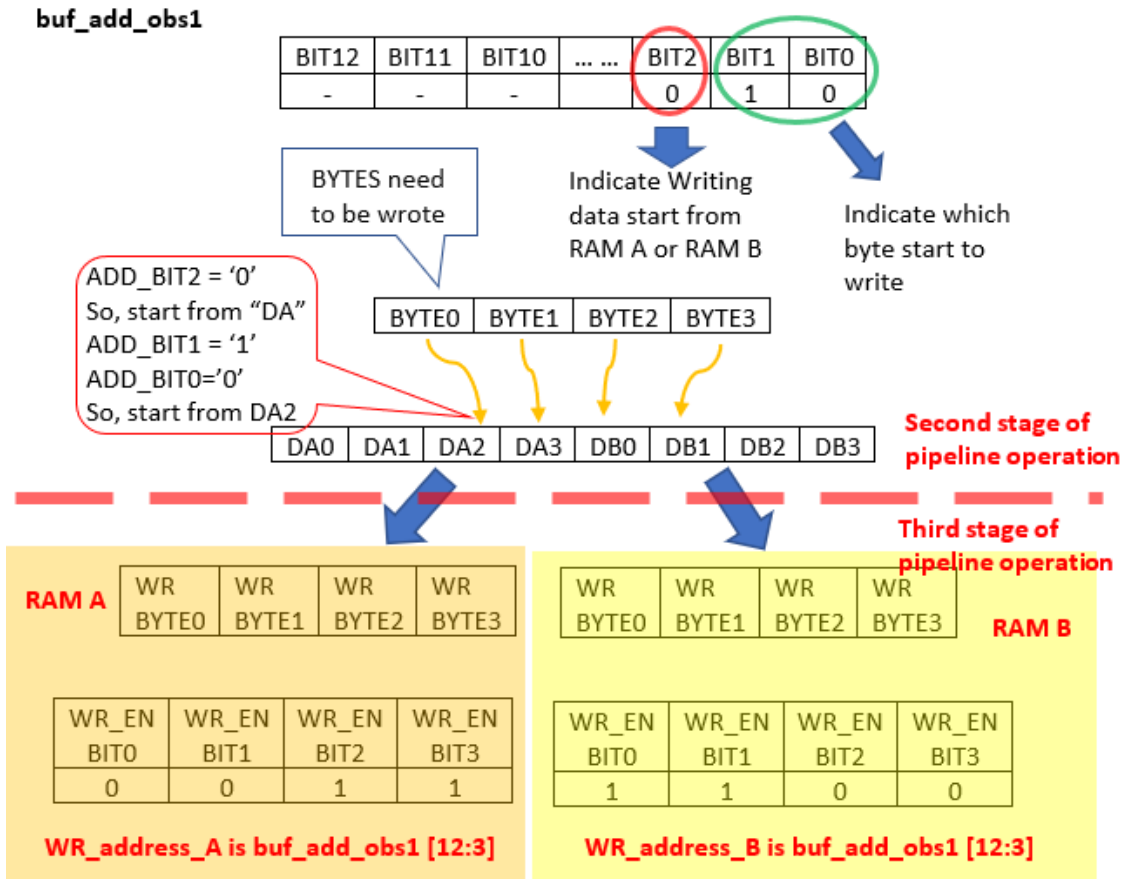 buf_add_obs1
BIT12 BIT11 BIT10 ... ... BIT2 BIT1 BIT0
- - - 0 1 0
BYTES need
to be wrote
Indicate Writing
data start from
RAM A or RAM B
Indicate which
byte start to
write
ADD_BIT2 = ‘0’
So, start from “DA”
ADD_BIT1 = ‘1’
ADD_BIT0=’0’
So, start from DA2
BYTE0 BYTE1 BYTE2 BYTE3
DA0 DA1 DA2 DA3 DB0 DB1 DB2 DB3
Second stage of
pipeline operation
Third stage of
pipeline operation
RAM A
WR WR WR WR
BYTE0 BYTE1 BYTE2 BYTE3
WR_EN WR_EN WR_EN WR_EN
BIT0 BIT1 BIT2 BIT3
0 0 1 1
WR_address_A is buf_add_obs1 [12:3]
WR WR WR WR
BYTE0 BYTE1 BYTE2 BYTE3
RAM B
WR_EN WR_EN WR_EN WR_EN
BIT0 BIT1 BIT2 BIT3
1 1 0 0
WR_address_B is buf_add_obs1 [12:3]